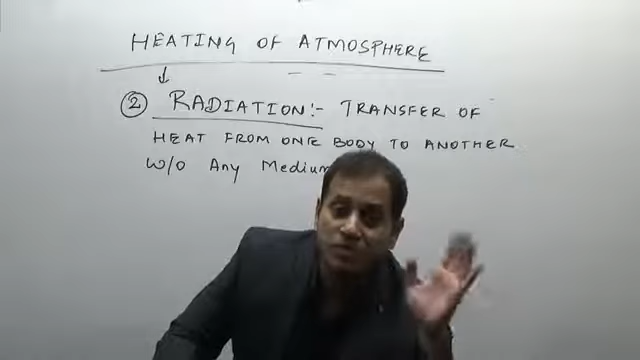 HEATING OF ATMOSPHERE
② RADIATION:- TRANSFER OF
HEAT FROM ONE BODY TO ANOTHER
W/O Any Medium